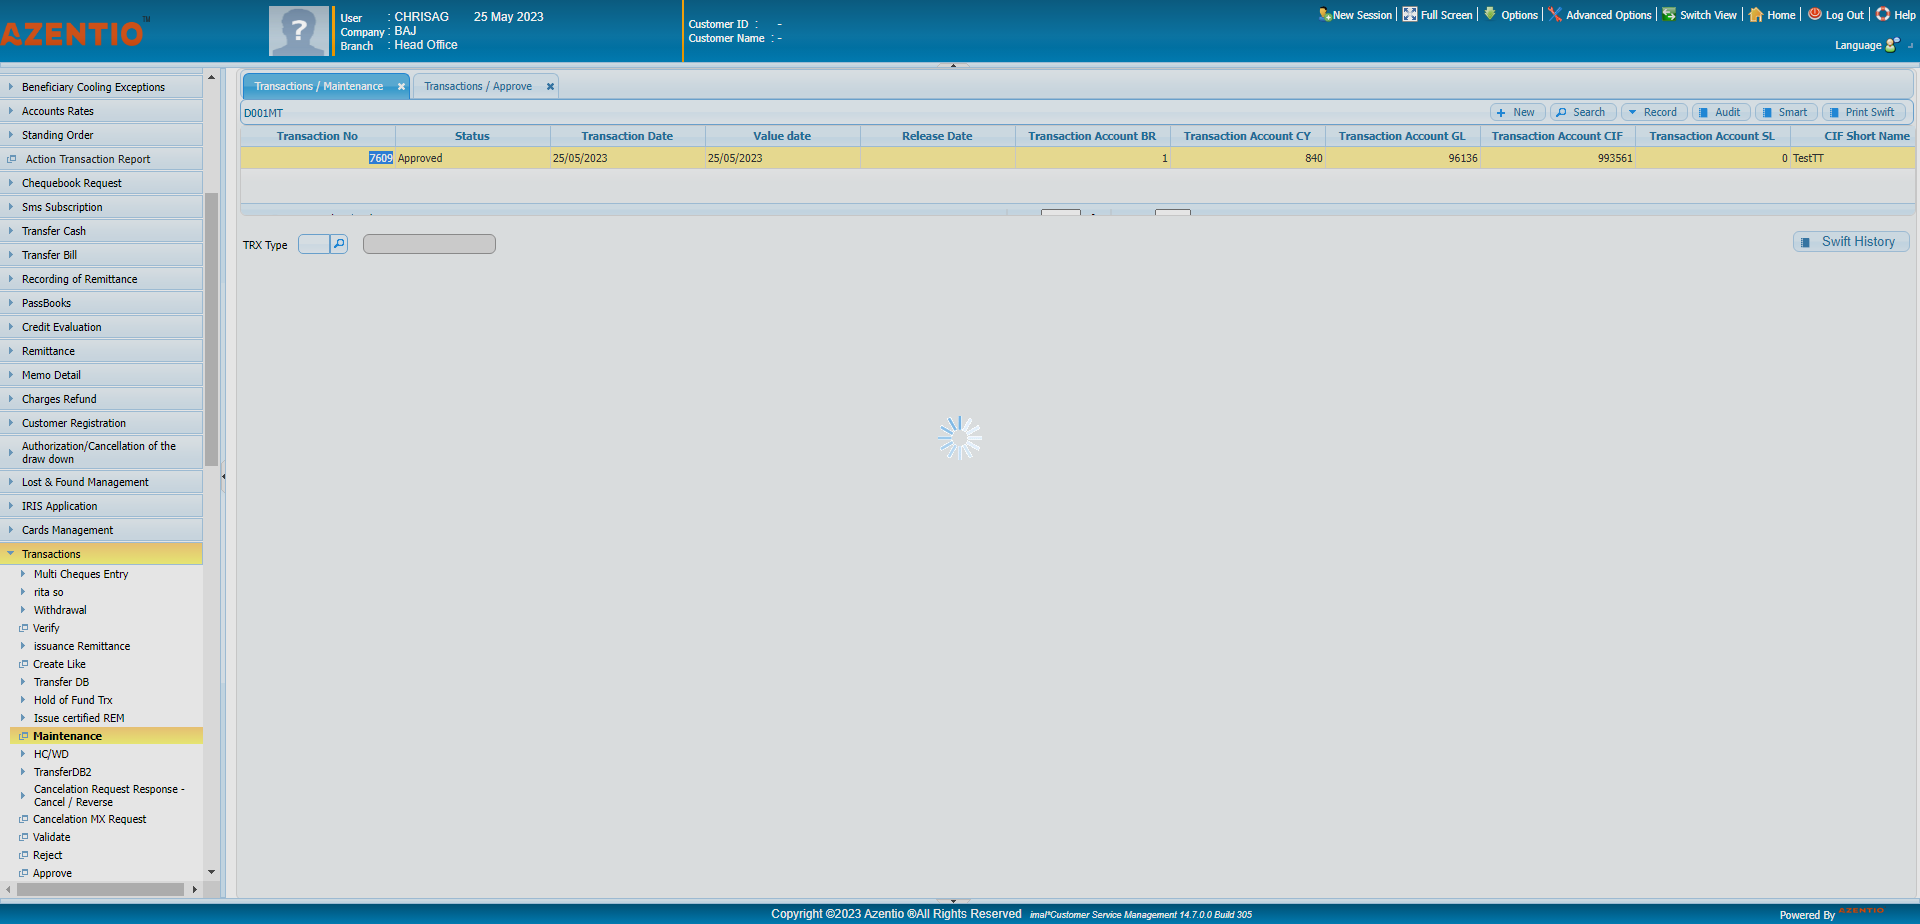 AZENTIO™
User : CHRISAG 25 May 2023
Company : BAJ
Branch : Head Office
Customer ID : -
Customer Name : -
New Session Full Screen Options Advanced Options Switch View Home Log Out Help
Language
Beneficiary Cooling Exceptions
Accounts Rates
Standing Order
Action Transaction Report
Chequebook Request
Sms Subscription
Transfer Cash
Transfer Bill
Recording of Remittance
PassBooks
Credit Evaluation
Remittance
Memo Detail
Charges Refund
Customer Registration
Authorization/Cancellation of the
draw down
Lost & Found Management
IRIS Application
Cards Management
Transactions
Multi Cheques Entry
rita so
Withdrawal
Verify
issuance Remittance
Create Like
Transfer DB
Hold of Fund Trx
Issue certified REM
Maintenance
HC/WD
TransferDB2
Cancelation Request Response -
Cancel / Reverse
Cancelation MX Request
Validate
Reject
Approve
Transactions / Maintenance Transactions / Approve
D001MT New Search Record Audit Smart Print Swift
Transaction No Status Transaction Date Value date Release Date Transaction Account BR Transaction Account CY Transaction Account GL Transaction Account CIF Transaction Account SL CIF Short Name
7609 Approved 25/05/2023 25/05/2023 1 840 96136 993561 0 TestTT
TRX Type Swift History
Copyright ©2023 Azentio ®All Rights Reserved imal®Customer Service Management 14.7.0.0 Build 305
Powered By AZENTIO